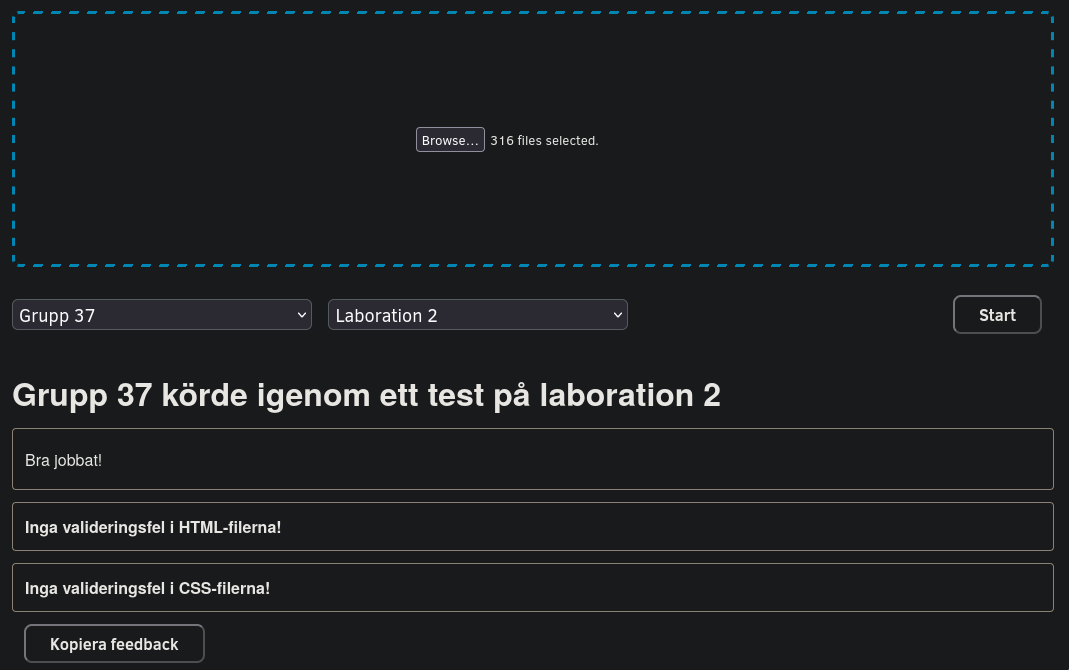 Browse... 316 files selected.
Grupp 37 Laboration 2 Start
Grupp 37 körde igenom ett test på laboration 2
Bra jobbat!
Inga valideringsfel i HTML-filerna!
Inga valideringsfel i CSS-filerna!
Kopiera feedback